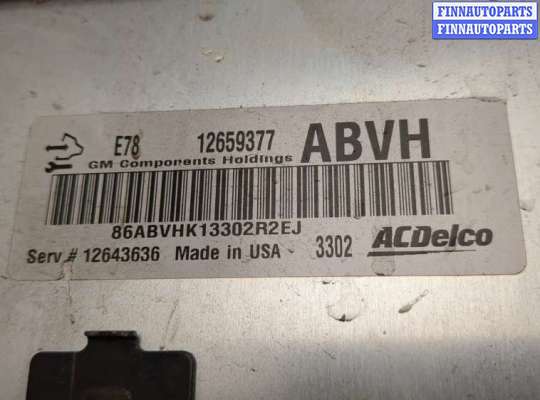 FINNAUTOPARTS
FINNAUTOPARTS
E78 12659377 ABVH
GM Components Holdings
86ABVHK13302R2EJ
Serv # 12643636 Made in USA 3302 ACDelco